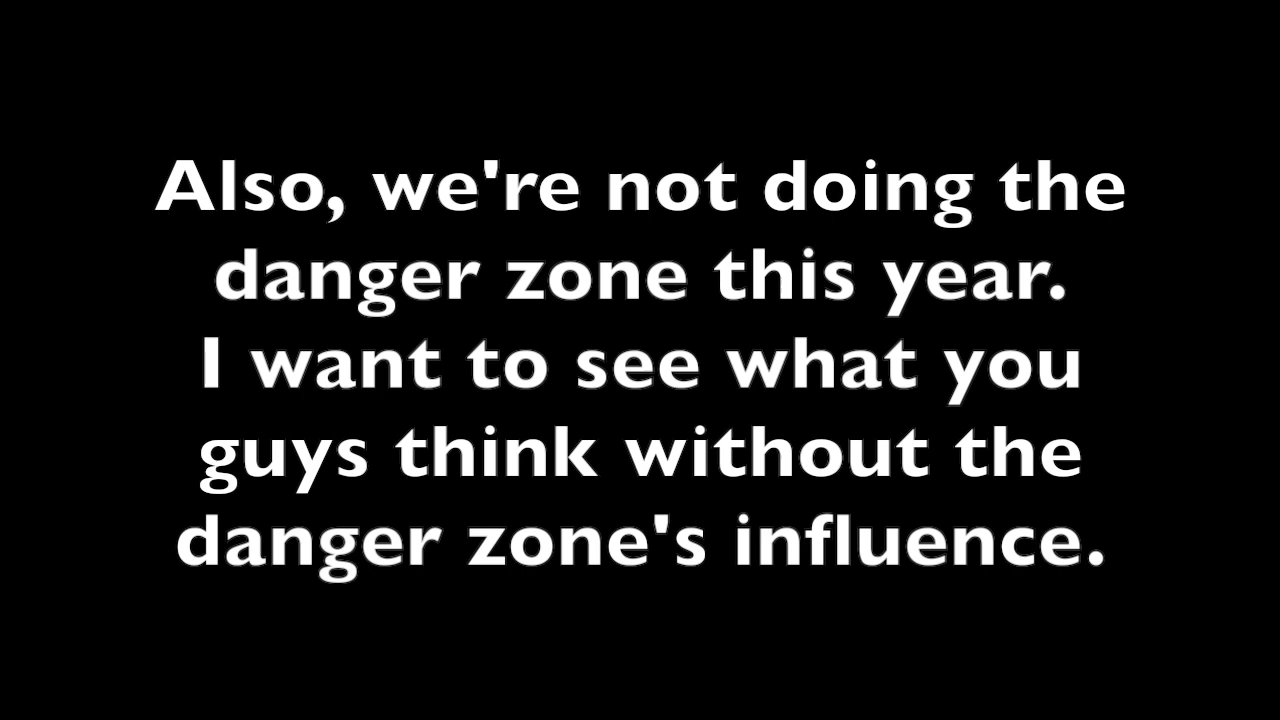 Also, we're not doing the
danger zone this year.
I want to see what you
guys think without the
danger zone's influence.